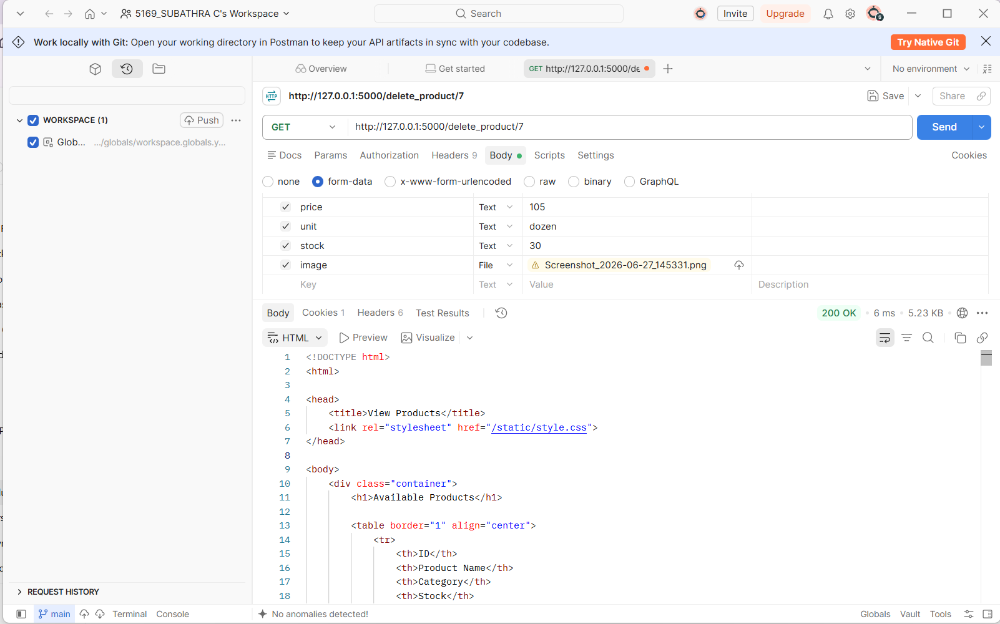 5169_SUBATHRA C's Workspace
Search
Invite
Upgrade
Work locally with Git: Open your working directory in Postman to keep your API artifacts in sync with your codebase.
Try Native Git
Overview
Get started
GET http://127.0.0.1:5000/de
No environment
HTTP http://127.0.0.1:5000/delete_product/7
Save
Share
WORKSPACE (1)
Push
Glob... .../globals/workspace.globals.y...
GET
http://127.0.0.1:5000/delete_product/7
Send
Docs Params Authorization Headers 9 Body Scripts Settings
Cookies
none form-data x-www-form-urlencoded raw binary GraphQL
price Text 105
unit Text dozen
stock Text 30
image File Screenshot_2026-06-27_145331.png
Key Text Value Description
Body Cookies 1 Headers 6 Test Results
200 OK • 6 ms • 5.23 KB
HTML Preview Visualize
1 <!DOCTYPE html>
2 <html>
3
4 <head>
5 <title>View Products</title>
6 <link rel="stylesheet" href="/static/style.css">
7 </head>
8
9 <body>
10 <div class="container">
11 <h1>Available Products</h1>
12
13 <table border="1" align="center">
14 <tr>
15 <th>ID</th>
16 <th>Product Name</th>
17 <th>Category</th>
18 <th>Stock</th>
REQUEST HISTORY
main
Terminal Console
No anomalies detected!
Globals Vault Tools